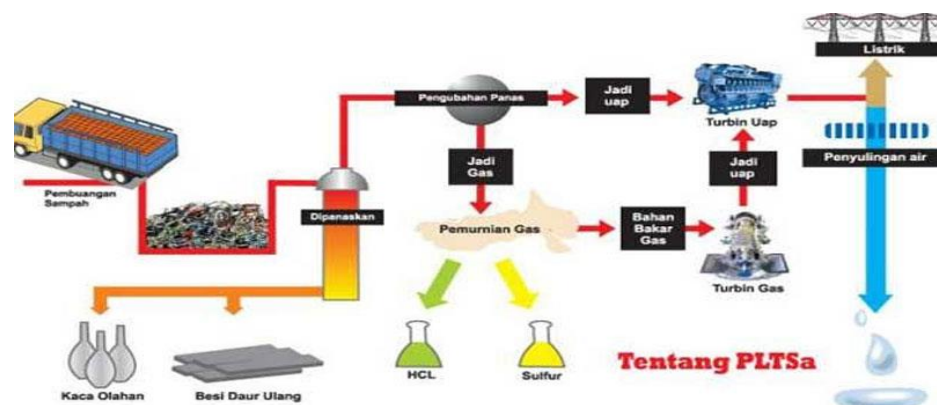 Listrik
Pengubahan Panas
Jadi
uap
Turbin Uap
Penyulingan air
Pembuangan
Sampah
Dipanaskan
Jadi
Gas
Jadi
uap
Pemurnian Gas
Bahan
Bakar
Gas
Turbin Gas
Kaca Olahan
Besi Daur Ulang
HCL
Sulfur
Tentang PLTSa